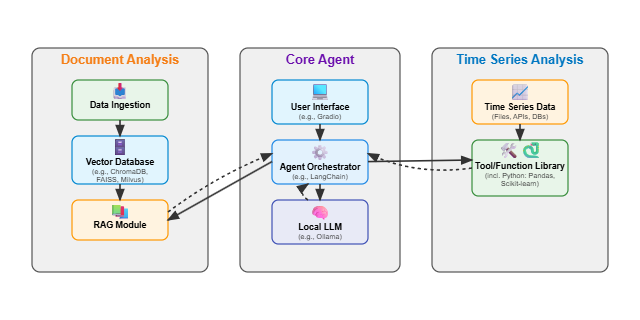 Document Analysis
Data Ingestion
Vector Database
(e.g., ChromaDB,
FAISS, Milvus)
RAG Module
Core Agent
User Interface
(e.g., Gradio)
Agent Orchestrator
(e.g., LangChain)
Local LLM
(e.g., Ollama)
Time Series Analysis
Time Series Data
(Files, APIs, DBs)
Tool/Function Library
(incl. Python: Pandas,
Scikit-learn)